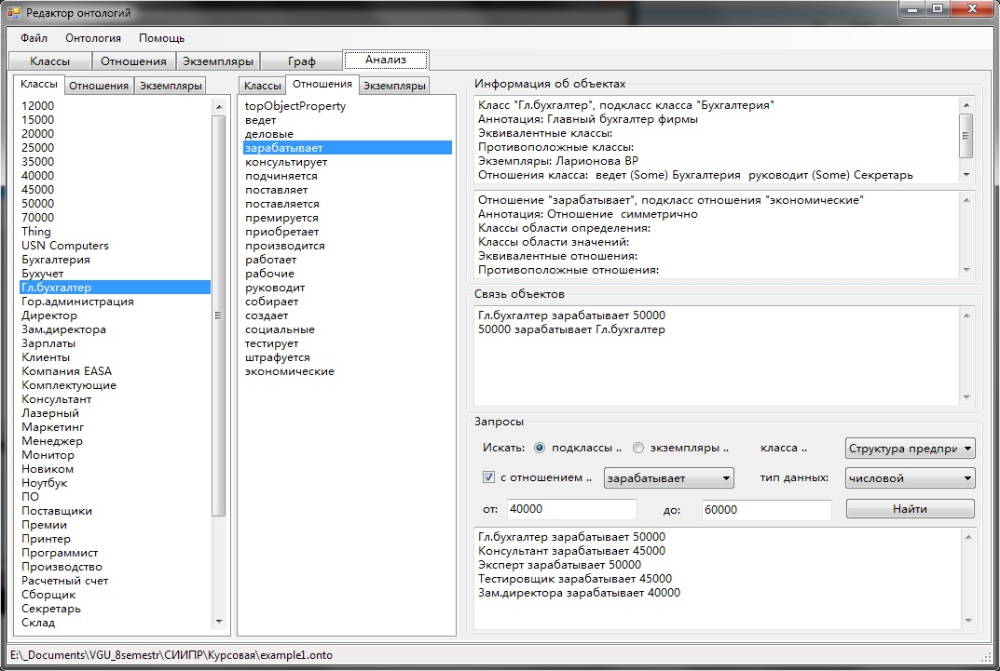 Редактор онтологий
Файл Онтология Помощь
Классы Отношения Экземпляры Граф Анализ
Классы Отношения Экземпляры
12000
15000
20000
25000
35000
40000
45000
50000
70000
Thing
USN Computers
Бухгалтерия
Бухучет
Гл.бухгалтер
Гор.администрация
Директор
Зам.директора
Зарплаты
Клиенты
Компания EASA
Комплектующие
Консультант
Лазерный
Маркетинг
Менеджер
Монитор
Новиком
Ноутбук
ПО
Поставщики
Премии
Принтер
Программист
Производство
Расчетный счет
Сборщик
Секретарь
Склад
Классы Отношения Экземпляры
topObjectProperty
ведет
деловые
зарабатывает
консультирует
подчиняется
поставляет
поставляется
премируется
приобретает
производится
работает
рабочие
руководит
собирает
создает
социальные
тестирует
штрафуется
экономические
Информация об объектах
Класс "Гл.бухгалтер", подкласс класса "Бухгалтерия"
Аннотация: Главный бухгалтер фирмы
Эквивалентные классы:
Противоположные классы:
Экземпляры: Ларионова ВР
Отношения класса: ведет (Some) Бухгалтерия руководит (Some) Секретарь
Отношение "зарабатывает", подкласс отношения "экономические"
Аннотация: Отношение симметрично
Классы области определения:
Классы области значений:
Эквивалентные отношения:
Противоположные отношения:
Связь объектов
Гл.бухгалтер зарабатывает 50000
50000 зарабатывает Гл.бухгалтер
Запросы
Искать: подклассы .. экземпляры .. класса .. Структура предпри
с отношением .. зарабатывает тип данных: числовой
от: 40000 до: 60000 Найти
Гл.бухгалтер зарабатывает 50000
Консультант зарабатывает 45000
Эксперт зарабатывает 50000
Тестировщик зарабатывает 45000
Зам.директора зарабатывает 40000
E:\_Documents\VGU_8semestr\СИИПР\Курсовая\example1.onto